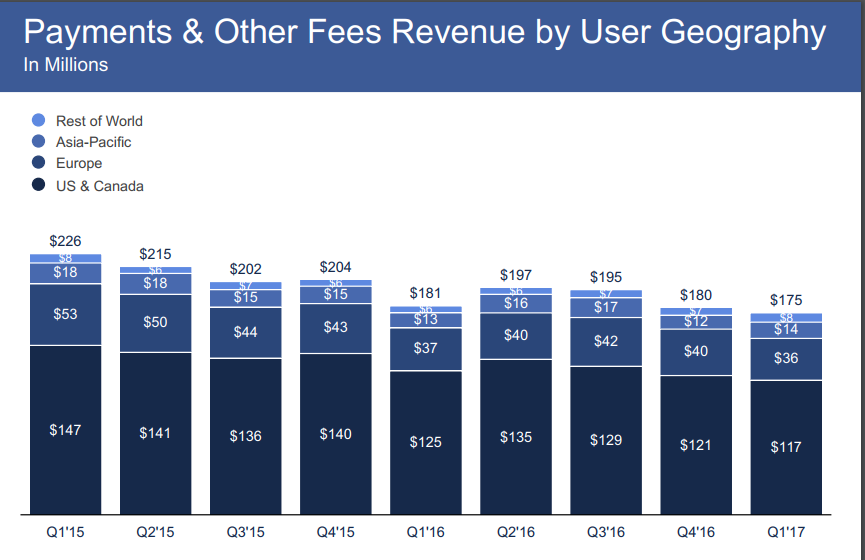 Payments & Other Fees Revenue by User Geography
In Millions
Rest of World
Asia-Pacific
Europe
US & Canada
$226 $215 $202 $204 $181 $197 $195 $180 $175
$8 $6 $7 $6 $6 $6 $7 $7 $8
$18 $18 $15 $15 $13 $16 $17 $12 $14
$53 $50 $44 $43 $37 $40 $42 $40 $36
$147 $141 $136 $140 $125 $135 $129 $121 $117
Q1'15 Q2'15 Q3'15 Q4'15 Q1'16 Q2'16 Q3'16 Q4'16 Q1'17